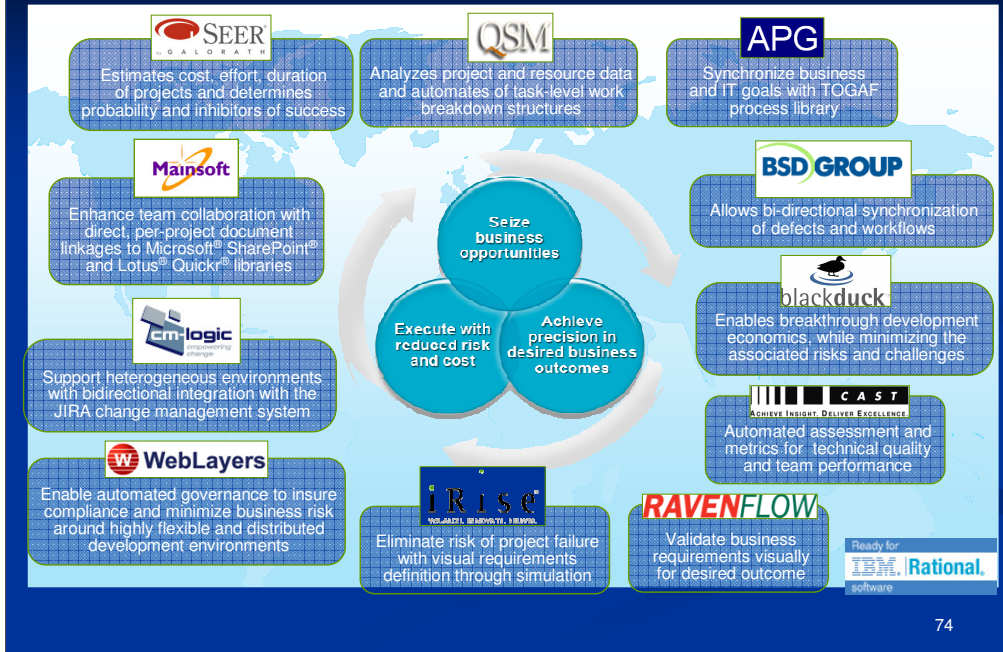 SEER
by GALORATH
Estimates cost, effort, duration
of projects and determines
probability and inhibitors of success
QSM
Analyzes project and resource data
and automates of task-level work
breakdown structures
APG
Synchronize business
and IT goals with TOGAF
process library
Mainsoft
Enhance team collaboration with
direct, per-project document
linkages to Microsoft® SharePoint®
and Lotus® Quickr® libraries
BSDGROUP
Allows bi-directional synchronization
of defects and workflows
Seize
business
opportunities
Execute with
reduced risk
and cost
Achieve
precision in
desired business
outcomes
blackduck
Enables breakthrough development
economics, while minimizing the
associated risks and challenges
cm-logic
empowering
change
Support heterogeneous environments
with bidirectional integration with the
JIRA change management system
CAST
ACHIEVE INSIGHT. DELIVER EXCELLENCE.
Automated assessment and
metrics for technical quality
and team performance
W WebLayers
Enable automated governance to insure
compliance and minimize business risk
around highly flexible and distributed
development environments
iRise
Eliminate risk of project failure
with visual requirements
definition through simulation
RAVENFLOW
Validate business
requirements visually
for desired outcome
Ready for
IBM. Rational.
software
74